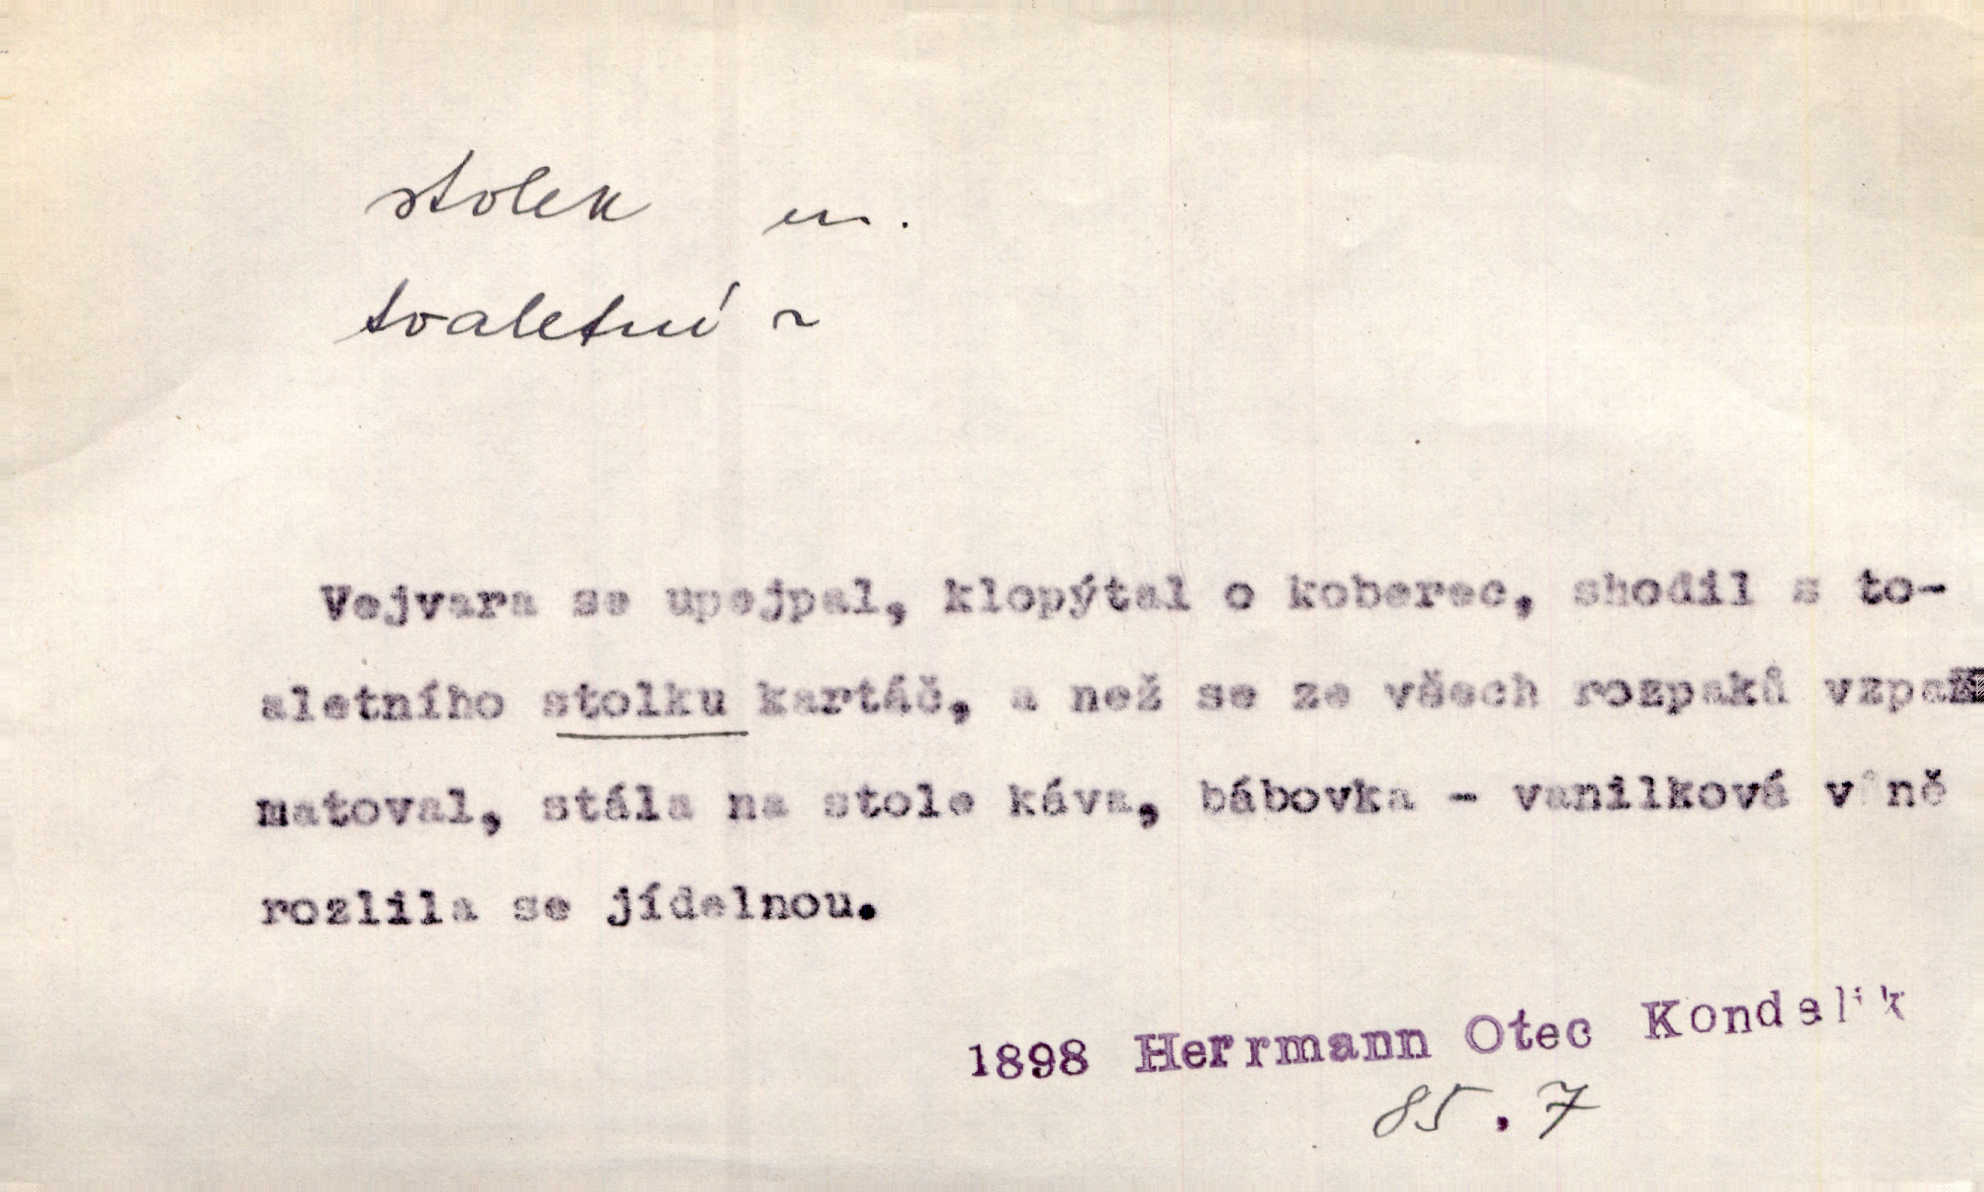 stolek m.
toaletní ~
Vejvara se upejpal, klopýtal o koberec, shodil s to-
aletního stolku kartáč, a než se ze všech rozpaků vzpa
matoval, stála na stole káva, bábovka - vanilková vůně
rozlila se jídelnou.
1898 Herrmann Otec Kondelík
85.7